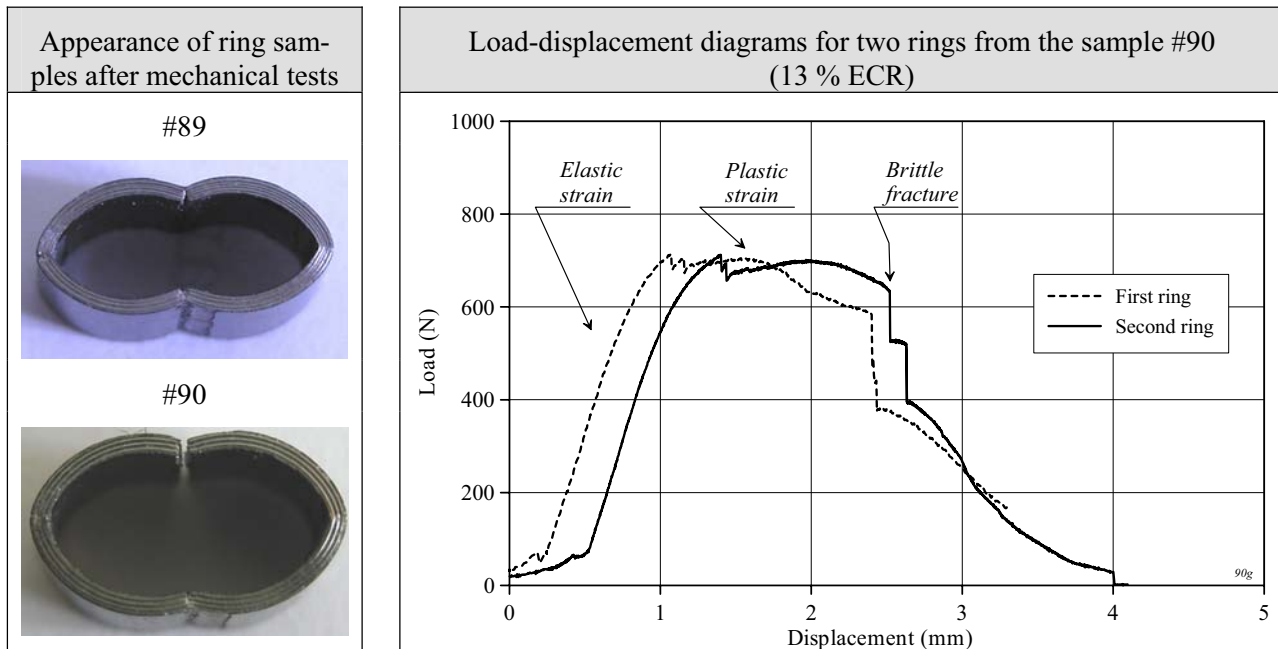 Appearance of ring sam-
ples after mechanical tests
#89
#90
Load-displacement diagrams for two rings from the sample #90
(13 % ECR)
1000
800
600
400
200
0
Load (N)
Elastic
strain
Plastic
strain
Brittle
fracture
First ring
Second ring
90g
0
1
2
3
4
5
Displacement (mm)